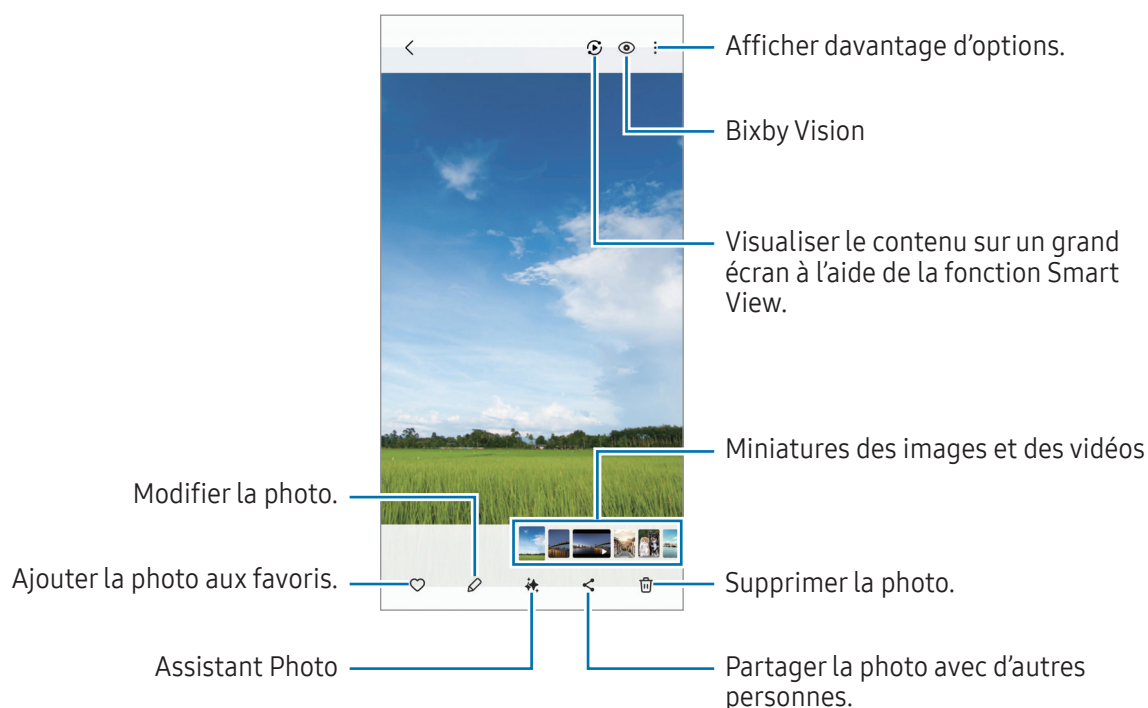 Afficher davantage d'options.
Bixby Vision
Visualiser le contenu sur un grand
écran à l'aide de la fonction Smart
View.
Miniatures des images et des vidéos
Modifier la photo.
Ajouter la photo aux favoris.
Supprimer la photo.
Assistant Photo
Partager la photo avec d'autres
personnes.